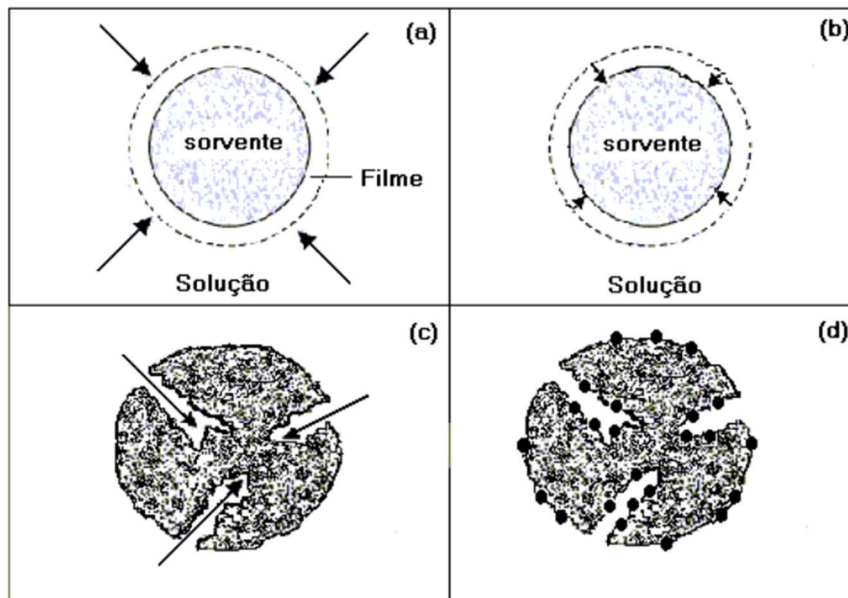 (a)
sorvente
Filme
Solução
(b)
sorvente
Solução
(c)
(d)